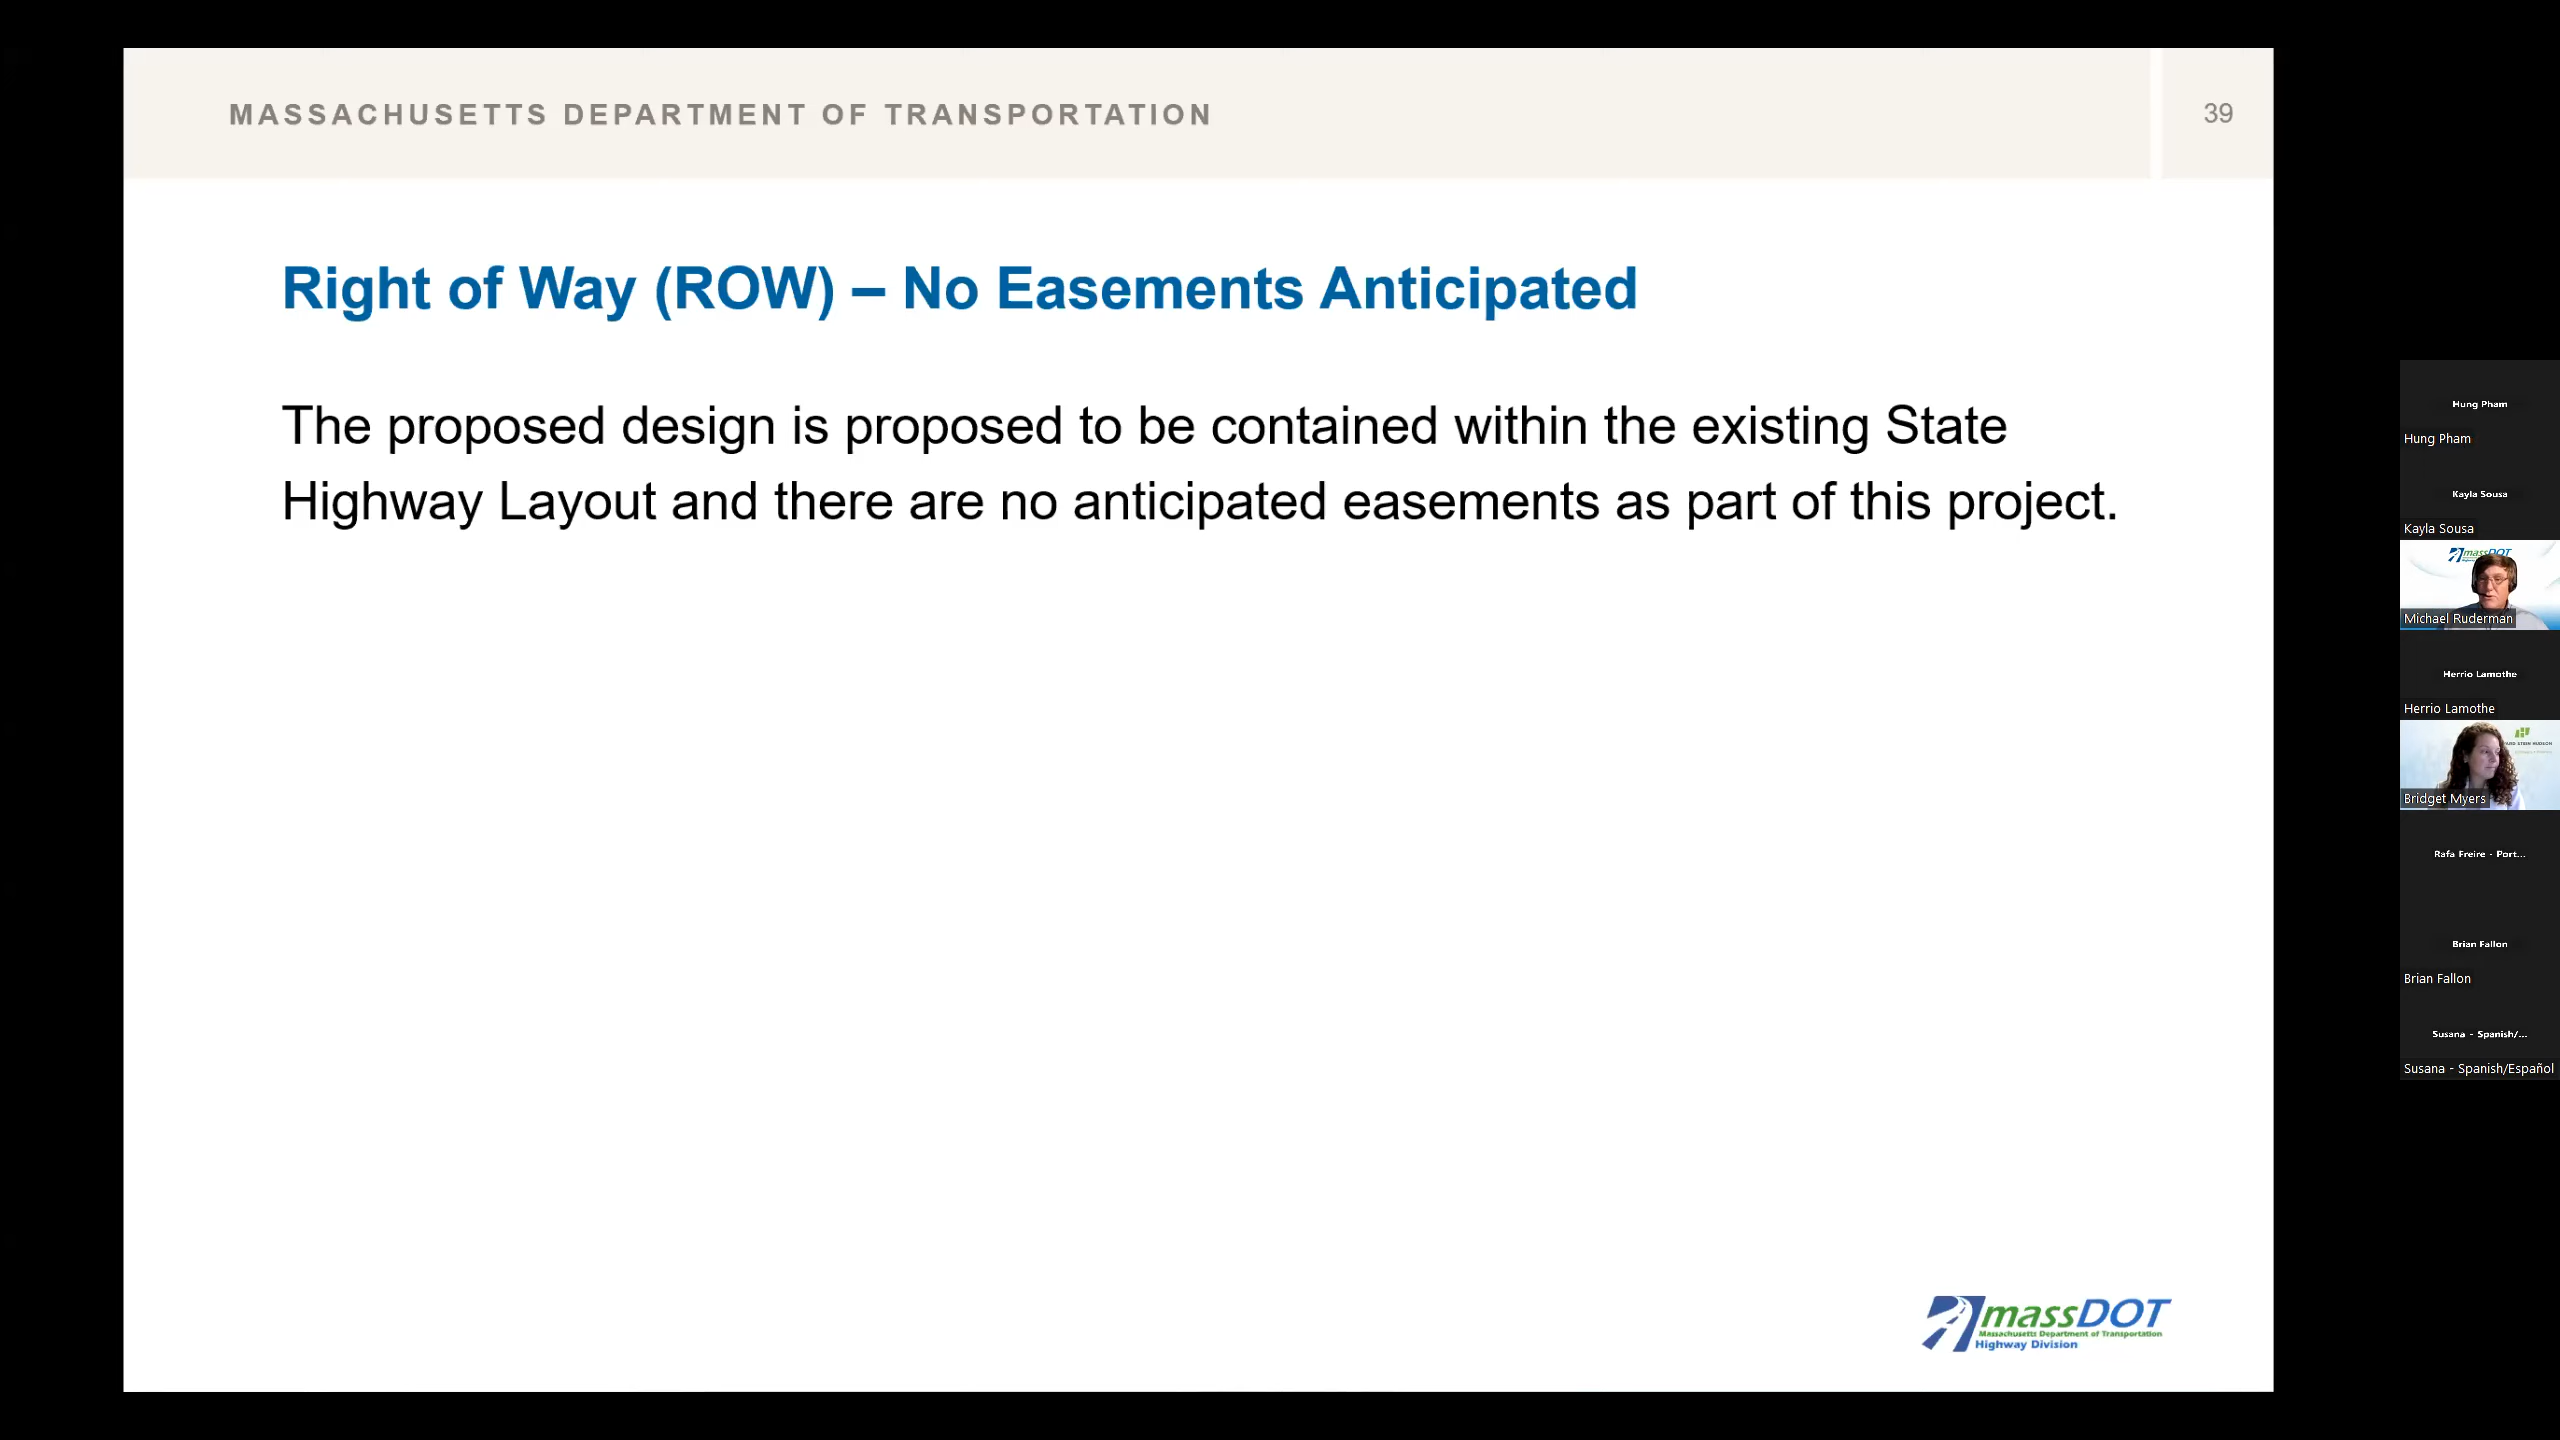 MASSACHUSETTS DEPARTMENT OF TRANSPORTATION
39
Right of Way (ROW) – No Easements Anticipated
The proposed design is proposed to be contained within the existing State
Highway Layout and there are no anticipated easements as part of this project.
massDOT
Massachusetts Department of Transportation
Highway Division
Hung Pham
Hung Pham
Kayla Sousa
Kayla Sousa
massDOT
Michael Ruderman
Herrio Lamothe
Herrio Lamothe
STEIN HUDSON
Bridget Myers
Rafa Freire - Port...
Brian Fallon
Brian Fallon
Susana - Spanish/...
Susana - Spanish/Español